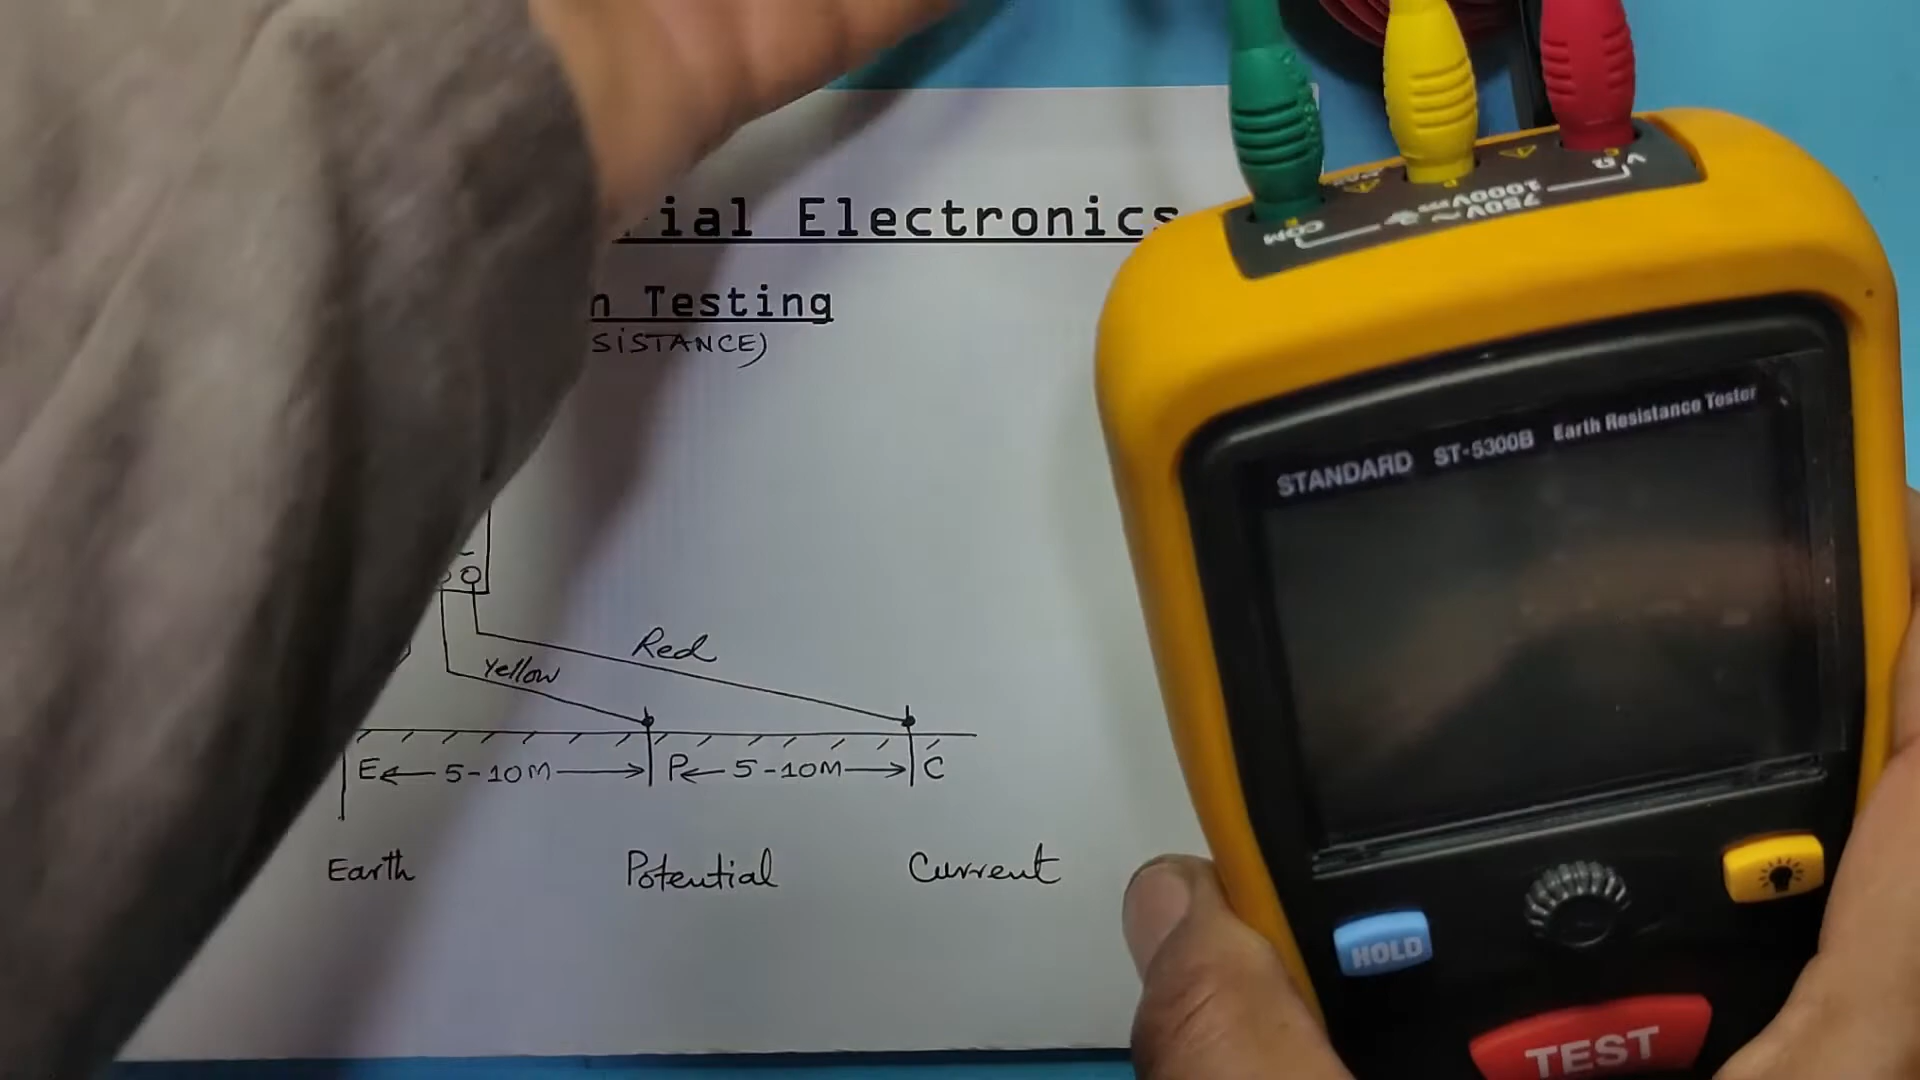 ial Electronics
n Testing
SISTANCE)
Red
Yellow
E 5-10M P 5-10M C
Earth Potential Current
E P C
COM 750V~ 1000V VΩ
STANDARD ST-5300B Earth Resistance Tester
HOLD
TEST